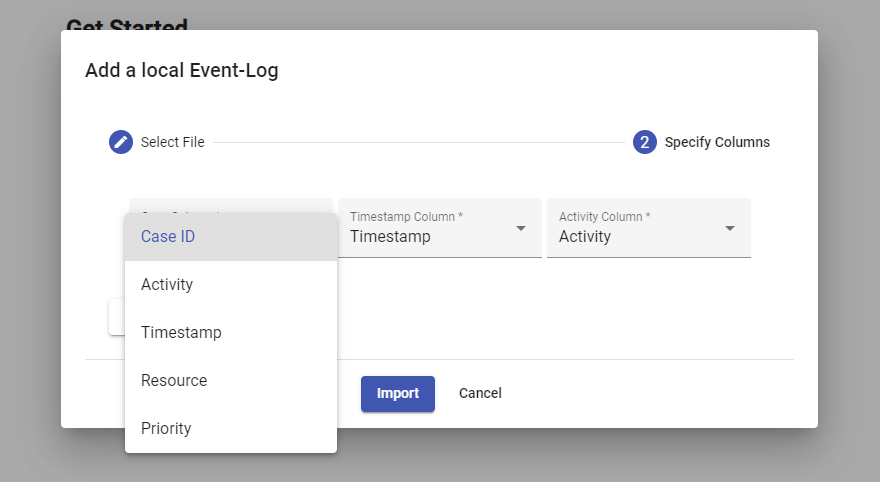 Get Started
Add a local Event-Log
Select File
2 Specify Columns
Timestamp Column *
Timestamp
Activity Column *
Activity
Case ID
Activity
Timestamp
Resource
Priority
Import
Cancel